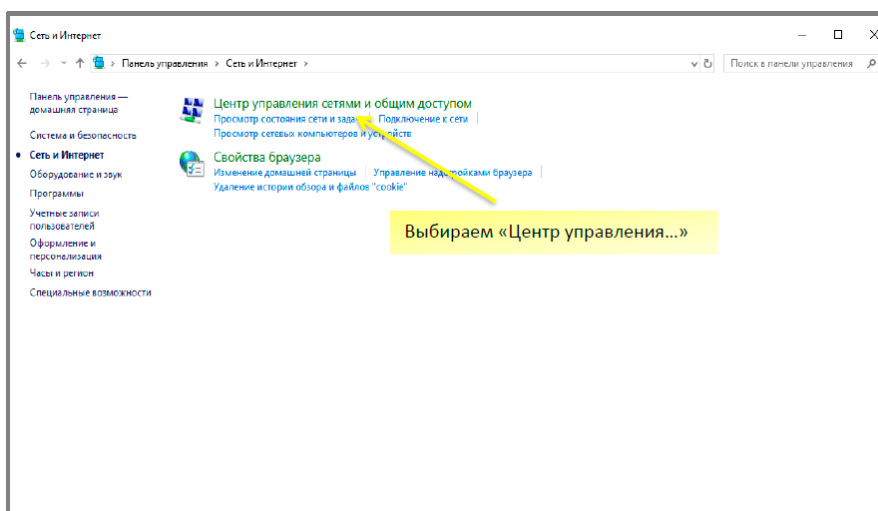 Сеть и Интернет
Панель управления > Сеть и Интернет >
Поиск в панели управления
Панель управления —
домашняя страница
Система и безопасность
Сеть и Интернет
Оборудование и звук
Программы
Учетные записи
пользователей
Оформление и
персонализация
Часы и регион
Специальные возможности
Центр управления сетями и общим доступом
Просмотр состояния сети и задач Подключение к сети
Просмотр сетевых компьютеров и устройств
Свойства браузера
Изменение домашней страницы Управление надстройками браузера
Удаление истории обзора и файлов "cookie"
Выбираем «Центр управления...»